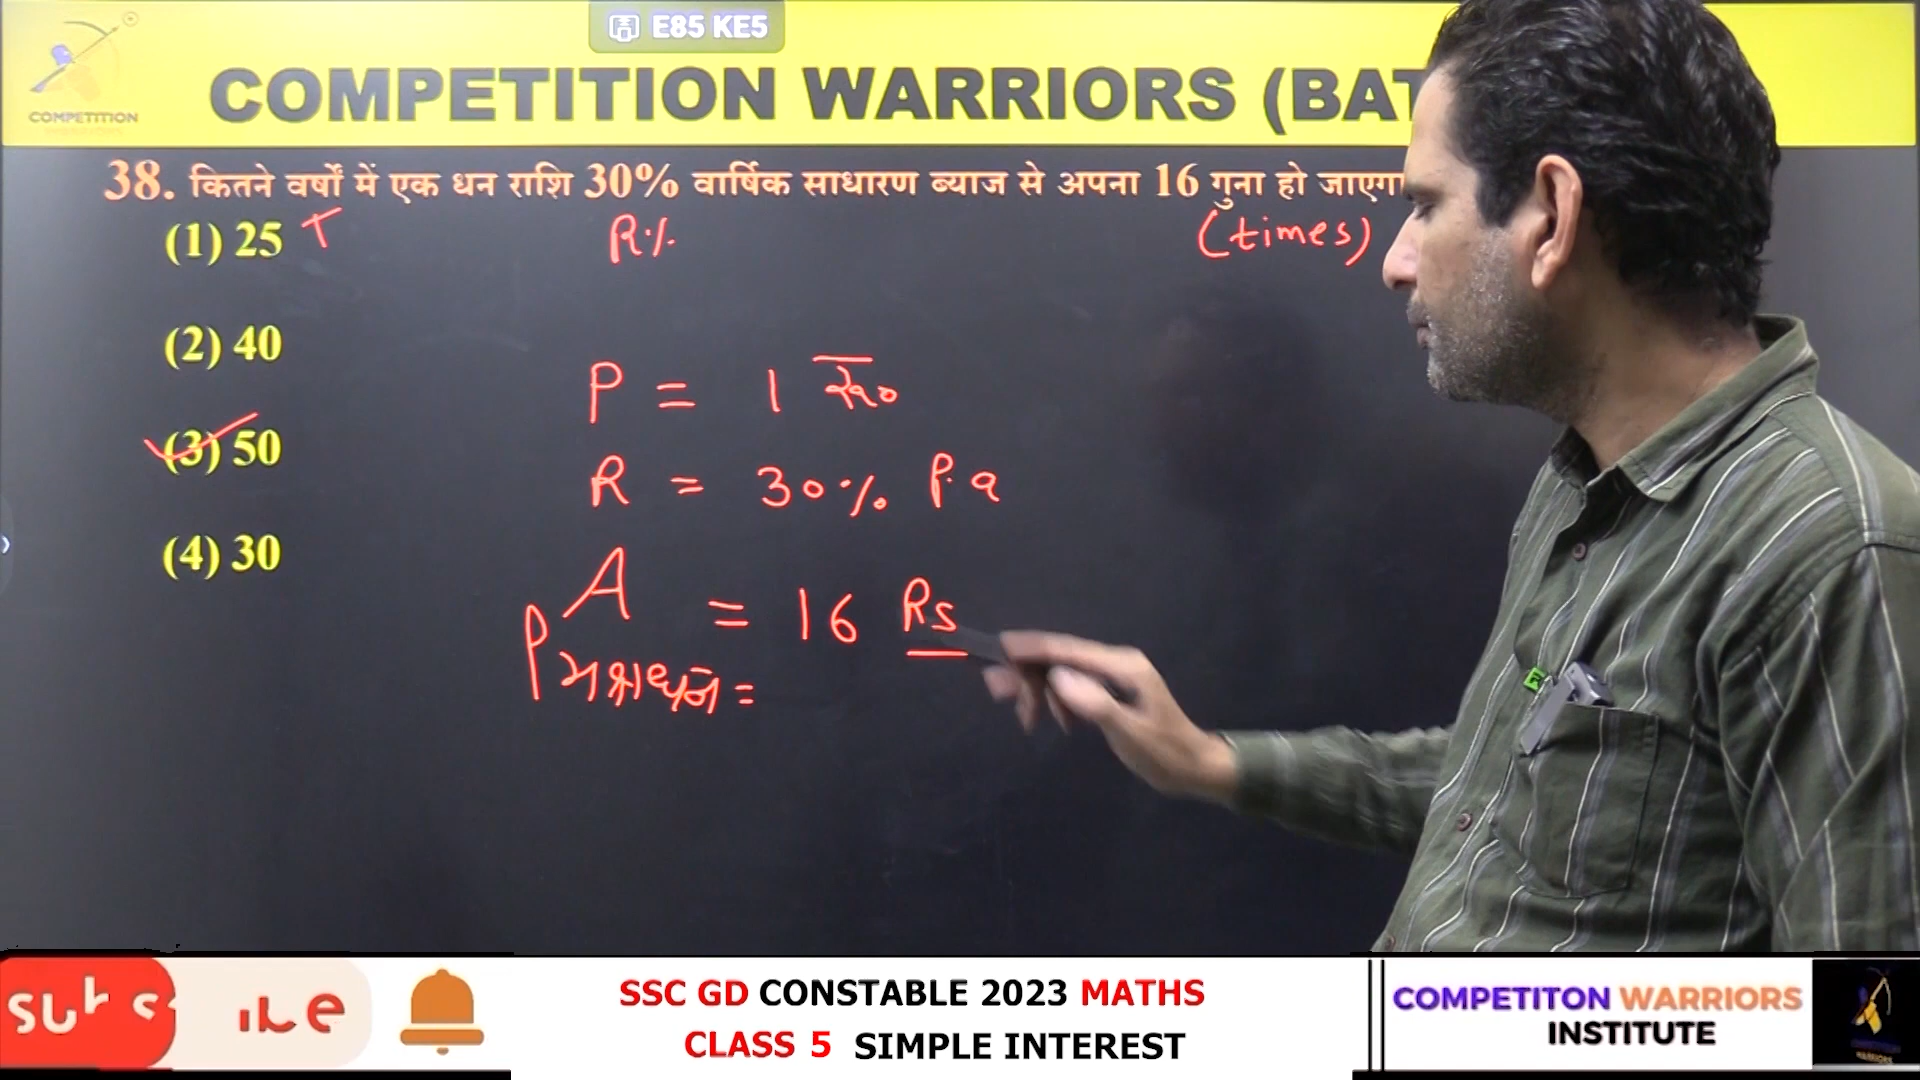 E85 KE5
COMPETITION
COMPETITION WARRIORS (BAT
38. कितने वर्षों में एक धन राशि 30% वार्षिक साधारण ब्याज से अपना 16 गुना हो जाएगा
(1) 25 ×
R%
(times)
(2) 40
P = 1 रु०
(3) 50
R = 30% P.a
(4) 30
A = 16 Rs
P
=
SSC GD CONSTABLE 2023 MATHS
CLASS 5 SIMPLE INTEREST
COMPETITON WARRIORS
INSTITUTE